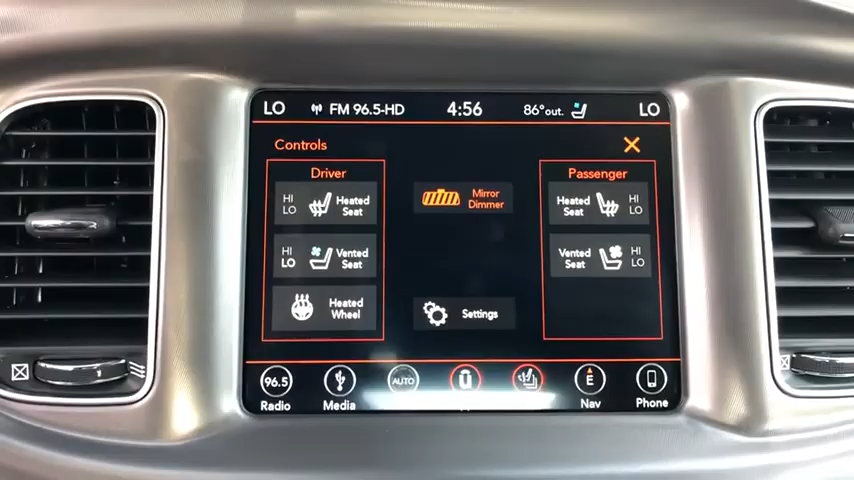 LO FM 96.5-HD 4:56 86°out. LO
Controls
Driver
HI
LO
Heated
Seat
HI
LO
Vented
Seat
Heated
Wheel
Mirror
Dimmer
Settings
Passenger
Heated
Seat
HI
LO
Vented
Seat
HI
LO
96.5
AUTO
E
Radio
Media
Nav
Phone